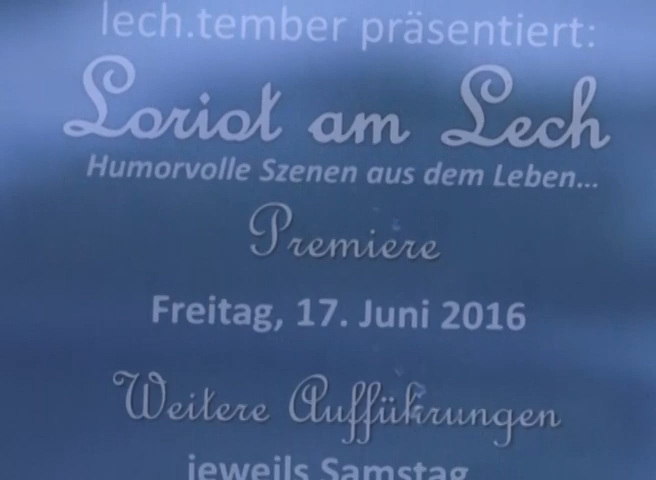 lech.tember präsentiert:
Loriot am Lech
Humorvolle Szenen aus dem Leben...
Premiere
Freitag, 17. Juni 2016
Weitere Aufführungen
jeweils Samstag